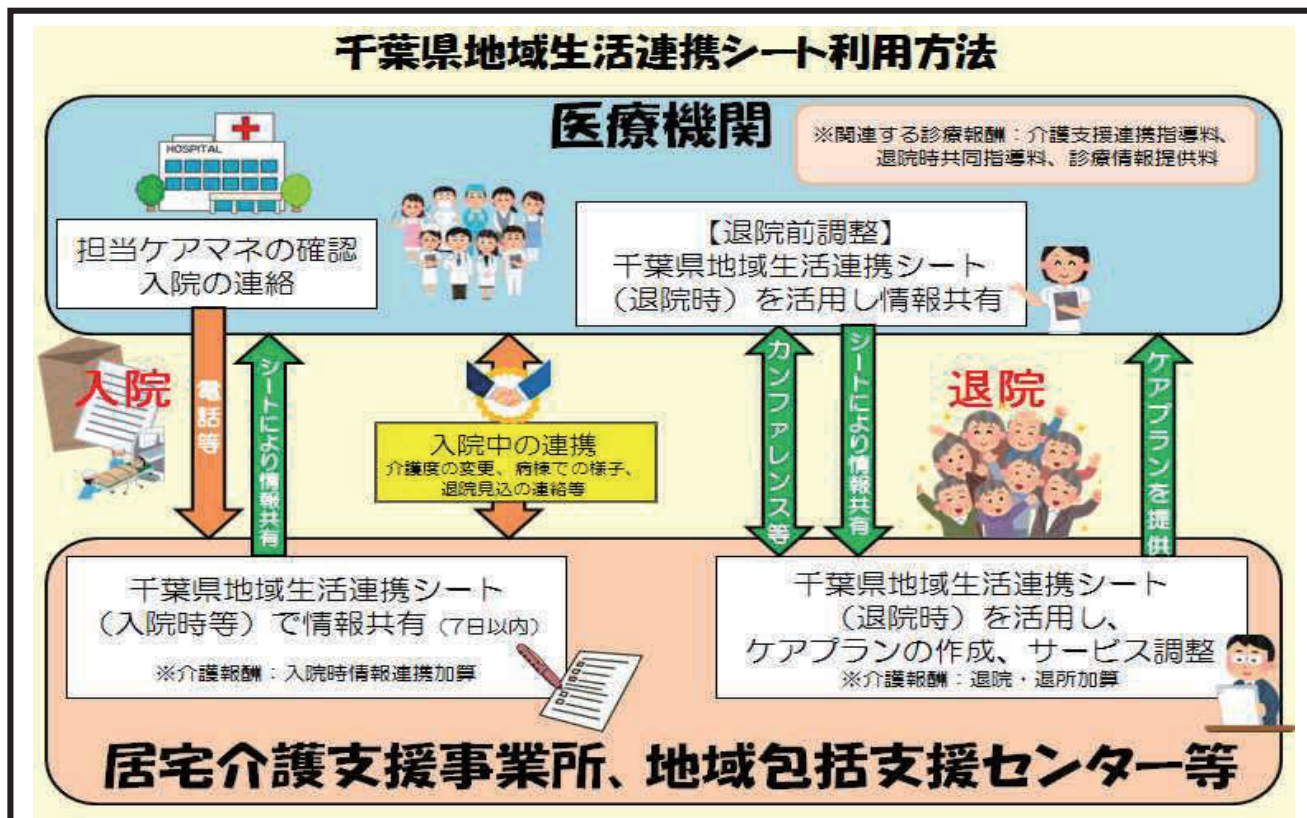 千葉県地域生活連携シート利用方法
医療機関
※関連する診療報酬：介護支援連携指導料、
退院時共同指導料、診療情報提供料
HOSPITAL
担当ケアマネの確認
入院の連絡
【退院前調整】
千葉県地域生活連携シート
（退院時）を活用し情報共有
入院
電話等
シートにより情報共有
入院中の連携
介護度の変更、病棟での様子、
退院見込の連絡等
カンファレンス等
シートにより情報共有
退院
ケアプランを提供
千葉県地域生活連携シート
（入院時等）で情報共有（7日以内）
※介護報酬：入院時情報連携加算
千葉県地域生活連携シート
（退院時）を活用し、
ケアプランの作成、サービス調整
※介護報酬：退院・退所加算
居宅介護支援事業所、地域包括支援センター等